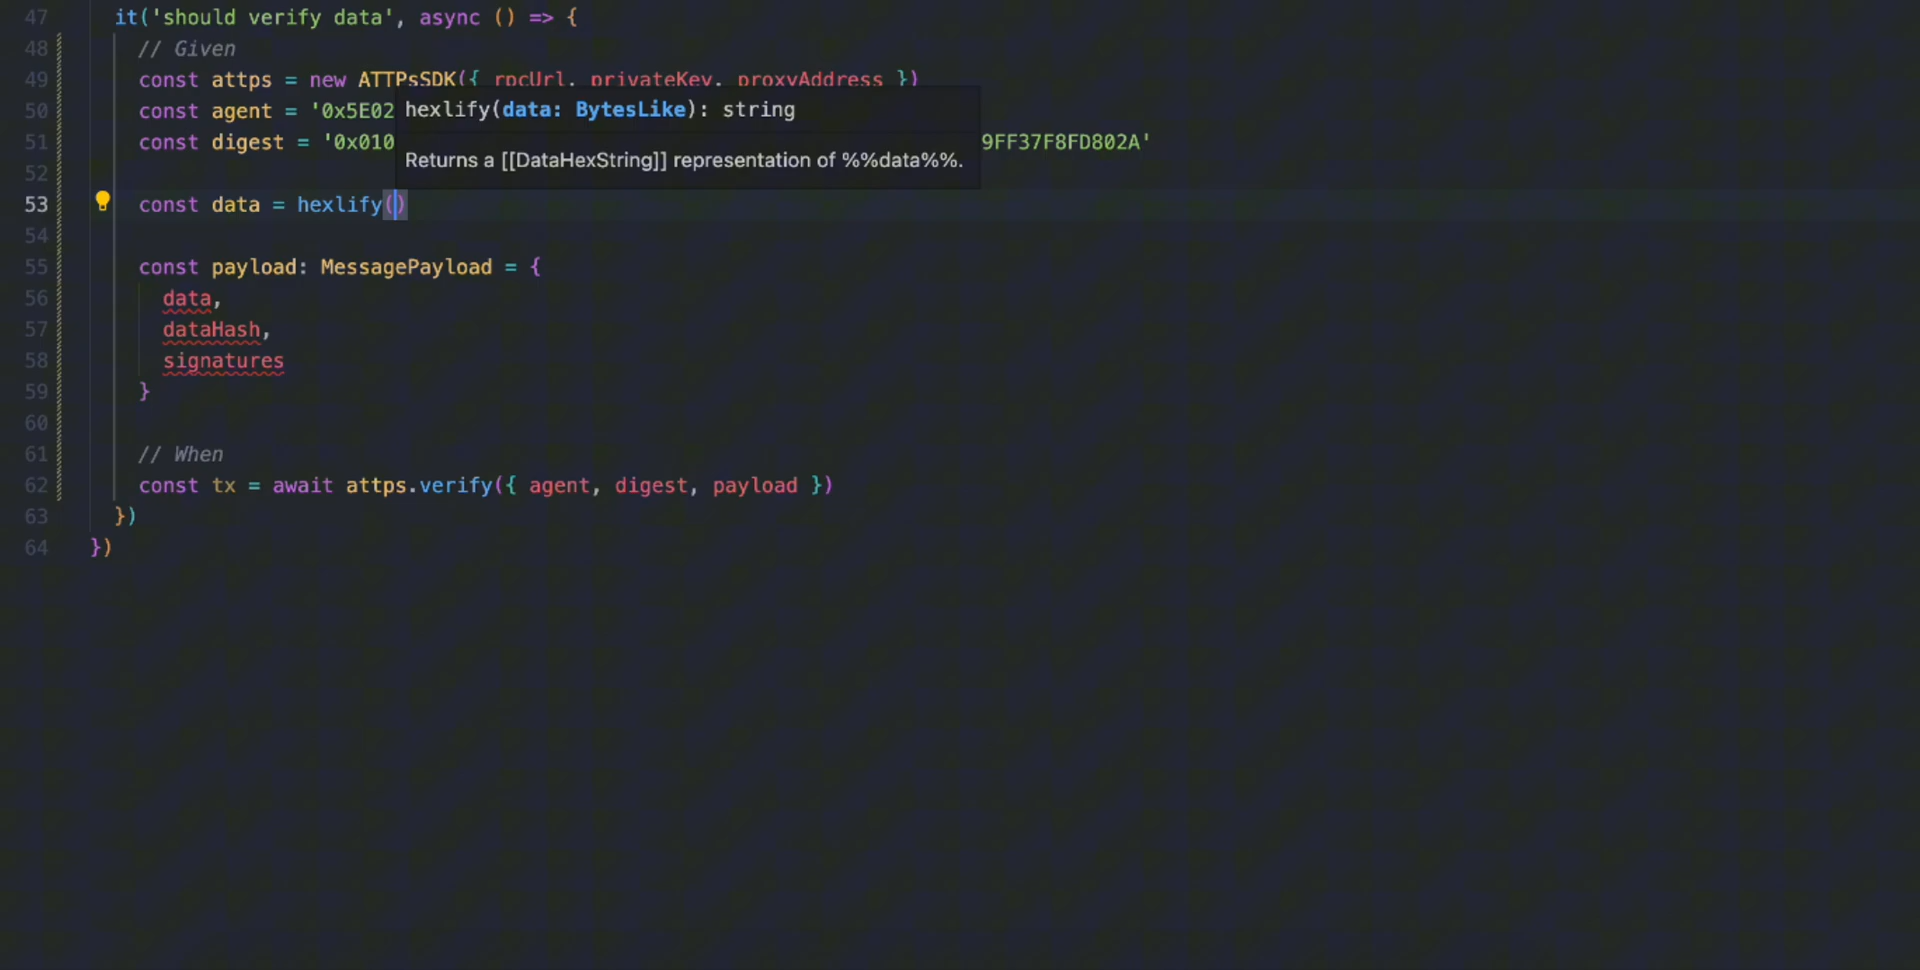 47 it('should verify data', async () => {
48 // Given
49 const attps = new ATTPsSDK({ rpcUrl, privateKey, proxyAddress })
50 const agent = '0x5E02
hexlify(data: BytesLike): string
51 const digest = '0x010 9FF37F8FD802A'
Returns a [[DataHexString]] representation of %%data%%.
52
53 const data = hexlify()
54
55 const payload: MessagePayload = {
56 data,
57 dataHash,
58 signatures
59 }
60
61 // When
62 const tx = await attps.verify({ agent, digest, payload })
63 })
64 })